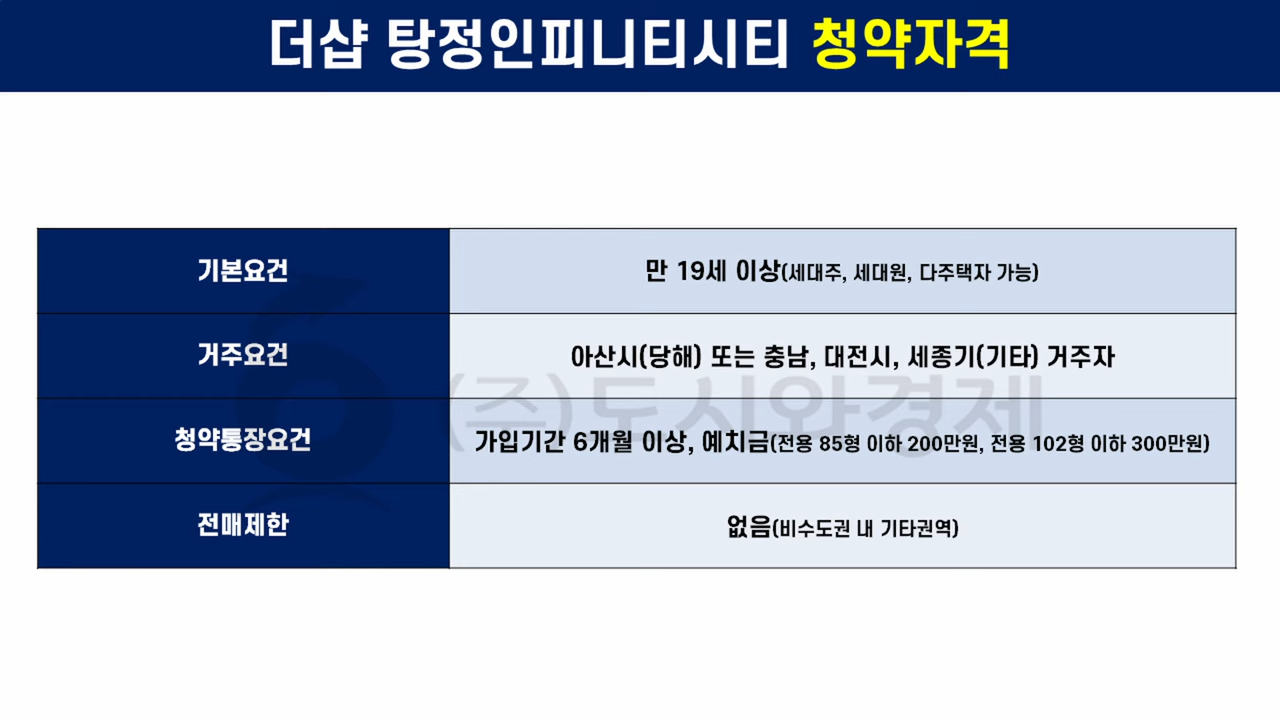 더샵 탕정인피니티시티 청약자격
기본요건
만 19세 이상(세대주, 세대원, 다주택자 가능)
거주요건
아산시(당해) 또는 충남, 대전시, 세종기(기타) 거주자
청약통장요건
가입기간 6개월 이상, 예치금(전용 85형 이하 200만원, 전용 102형 이하 300만원)
전매제한
없음(비수도권 내 기타권역)
(주)도시와경제